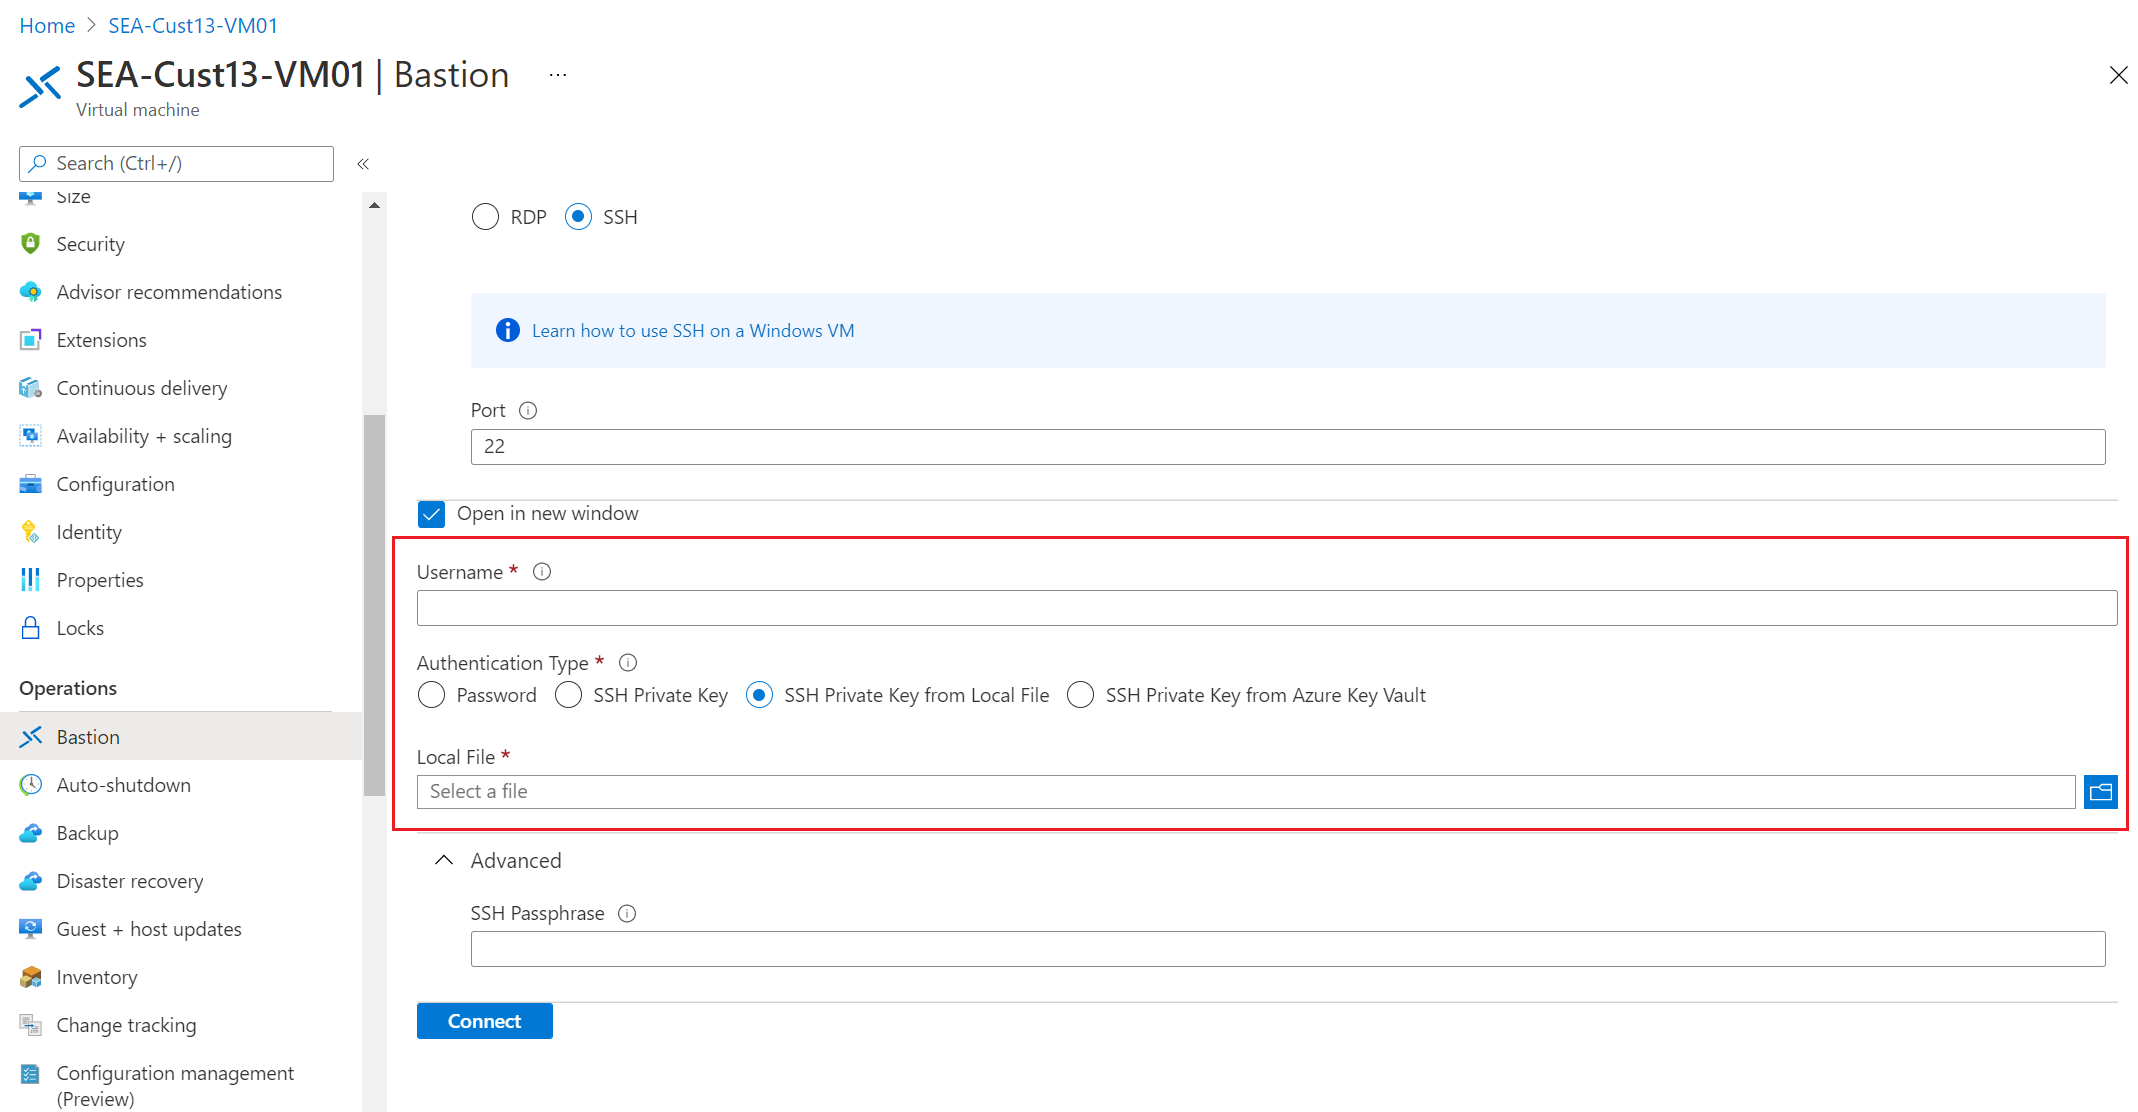 Home > SEA-Cust13-VM01
SEA-Cust13-VM01 | Bastion ...
Virtual machine
Search (Ctrl+/) «
Size
Security
Advisor recommendations
Extensions
Continuous delivery
Availability + scaling
Configuration
Identity
Properties
Locks
Operations
Bastion
Auto-shutdown
Backup
Disaster recovery
Guest + host updates
Inventory
Change tracking
Configuration management
(Preview)
RDP SSH
Learn how to use SSH on a Windows VM
Port
22
Open in new window
Username *
Authentication Type *
Password SSH Private Key SSH Private Key from Local File SSH Private Key from Azure Key Vault
Local File *
Select a file
Advanced
SSH Passphrase
Connect